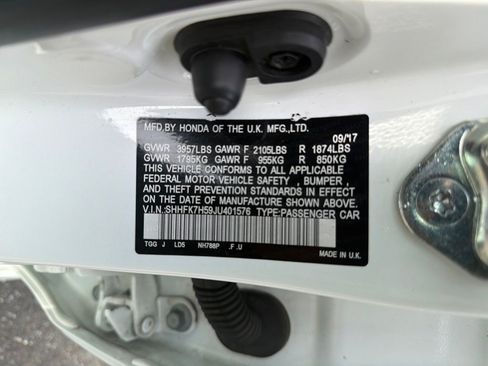 MFD.BY HONDA OF THE U.K. MFG.,LTD. 09/17
GVWR 3957LBS GAWR F 2105LBS R 1874LBS
GVWR 1795KG GAWR F 955KG R 850KG
THIS VEHICLE CONFORMS TO ALL APPLICABLE
FEDERAL MOTOR VEHICLE SAFETY , BUMPER ,
AND THEFT PREVENTION STANDARDS IN EFFECT
ON THE DATE OF MANUFACTURE SHOWN ABOVE.
V.I.N.:SHHFK7H59JU401576 TYPE:PASSENGER CAR
TGG J LD5 NH788P .F .U
MADE IN U.K.